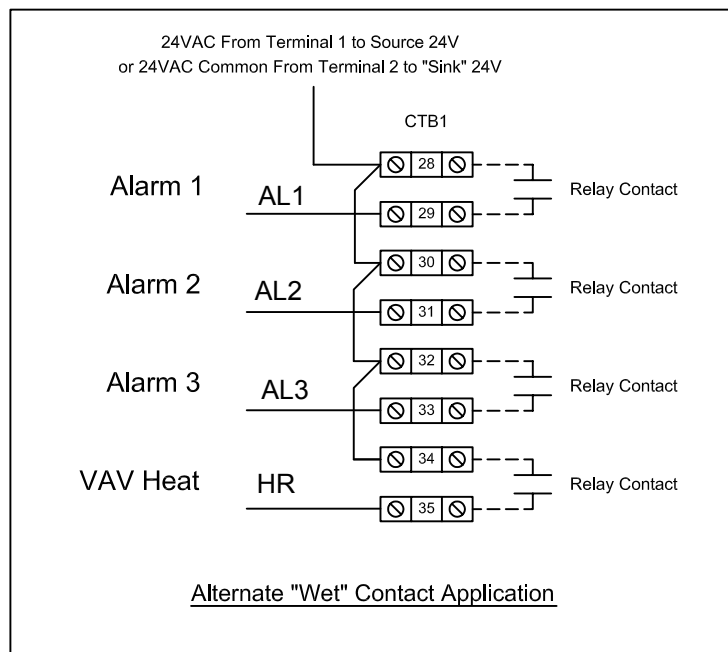 24VAC From Terminal 1 to Source 24V
or 24VAC Common From Terminal 2 to "Sink" 24V
CTB1
28
Alarm 1
AL1
Relay Contact
29
30
Alarm 2
AL2
Relay Contact
31
32
Alarm 3
AL3
Relay Contact
33
34
VAV Heat
HR
Relay Contact
35
Alternate "Wet" Contact Application